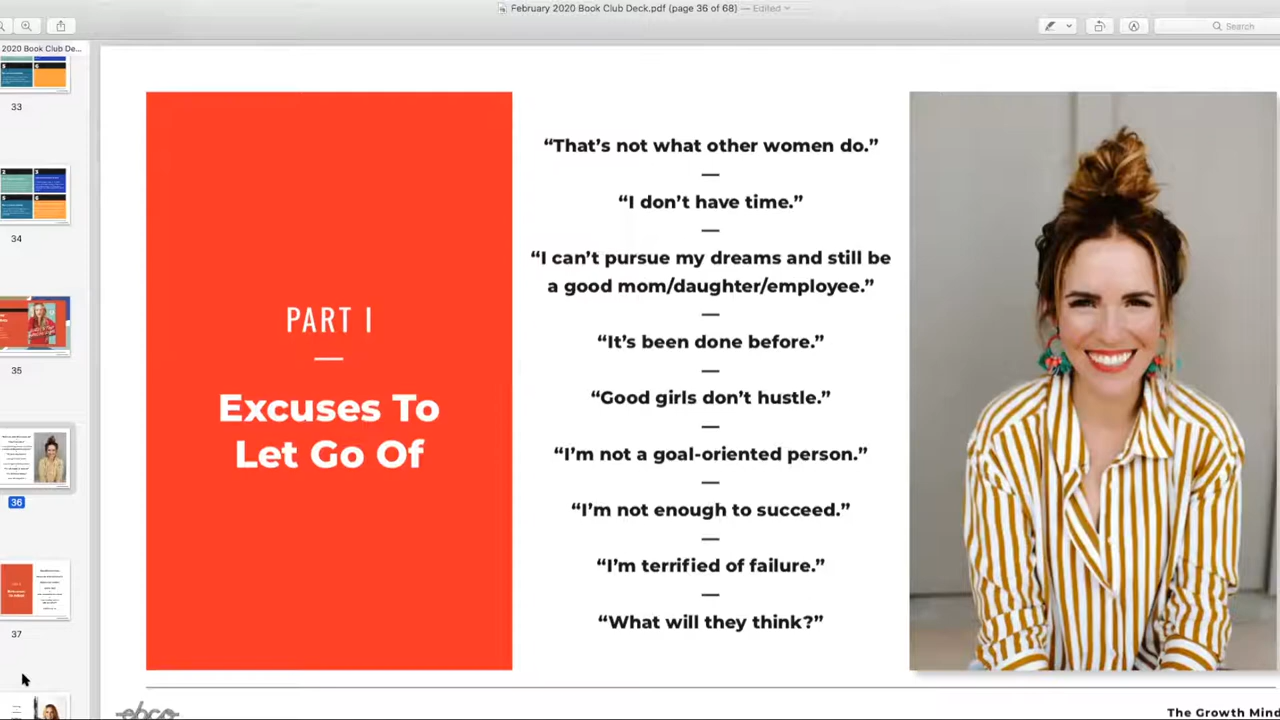 February 2020 Book Club Deck.pdf (page 36 of 68) — Edited
Search
2020 Book Club De...
33
34
35
36
37
PART I
Excuses To
Let Go Of
“That’s not what other women do.”
“I don’t have time.”
“I can’t pursue my dreams and still be
a good mom/daughter/employee.”
“It’s been done before.”
“Good girls don’t hustle.”
“I’m not a goal-oriented person.”
“I’m not enough to succeed.”
“I’m terrified of failure.”
“What will they think?”
The Growth Mind